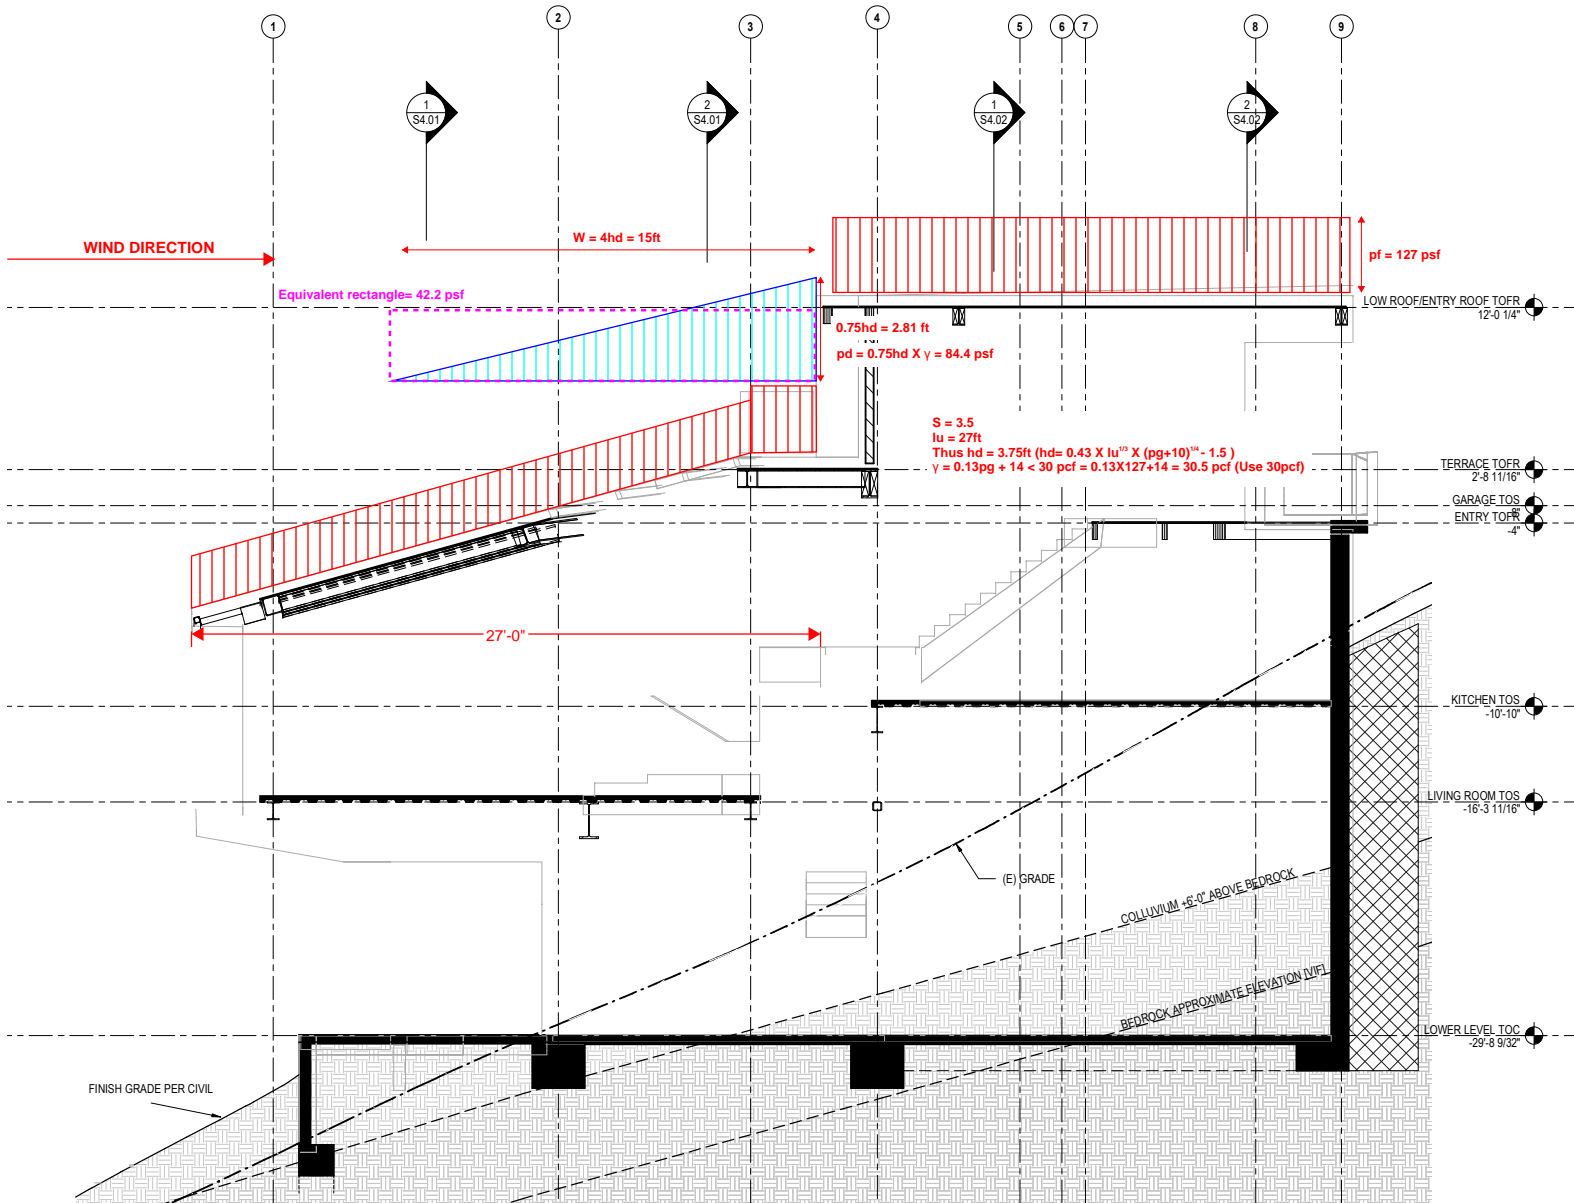 1
2
3
4
5
6
7
8
9
1
S4.01
2
S4.01
1
S4.02
2
S4.02
WIND DIRECTION
W = 4hd = 15ft
pf = 127 psf
Equivalent rectangle= 42.2 psf
LOW ROOF/ENTRY ROOF TOFR
12'-0 1/4"
0.75hd = 2.81 ft
pd = 0.75hd X γ = 84.4 psf
S = 3.5
lu = 27ft
Thus hd = 3.75ft (hd= 0.43 X lu¹ᐟ³ X (pg+10)¹ᐟ⁴ - 1.5 )
γ = 0.13pg + 14 < 30 pcf = 0.13X127+14 = 30.5 pcf (Use 30pcf)
TERRACE TOFR
2'-8 11/16"
GARAGE TOS
ENTRY TOFR
-4"
27'-0"
KITCHEN TOS
-10'-10"
LIVING ROOM TOS
-16'-3 11/16"
(E) GRADE
COLLUVIUM +6'-0" ABOVE BEDROCK
BEDROCK APPROXIMATE ELEVATION [VIF]
LOWER LEVEL TOC
-29'-8 9/32"
FINISH GRADE PER CIVIL